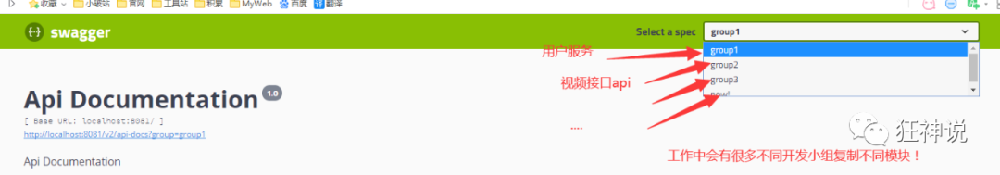 收藏 小破站 官网 工具站 积累 MyWeb 百度 翻译
swagger
Select a spec
group1
group1
group2
group3
now!
用户服务
视频接口api
....
Api Documentation 1.0
[ Base URL: localhost:8081/ ]
http://localhost:8081/v2/api-docs?group=group1
Api Documentation
狂神说
工作中会有很多不同开发小组复制不同模块！